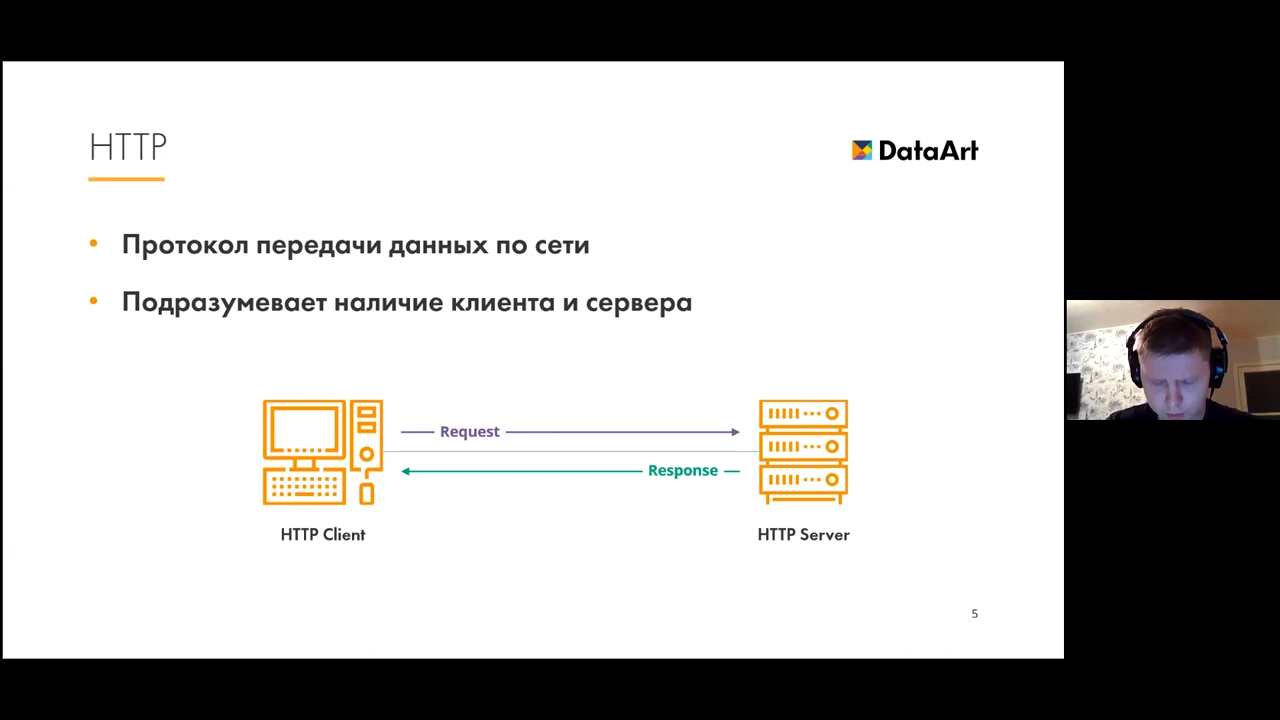 HTTP
DataArt
Протокол передачи данных по сети
Подразумевает наличие клиента и сервера
Request
Response
HTTP Client
HTTP Server
5